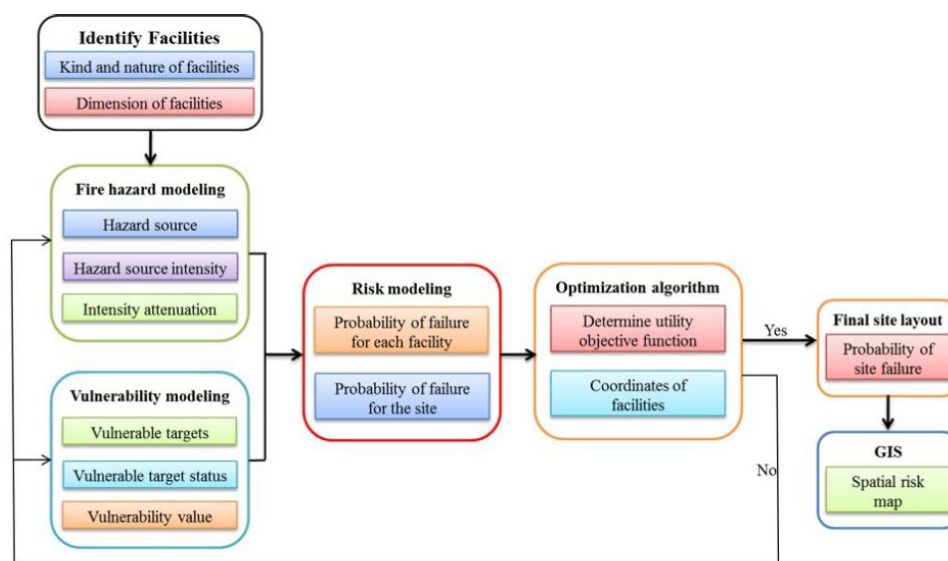 Identify Facilities
Kind and nature of facilities
Dimension of facilities
Fire hazard modeling
Hazard source
Hazard source intensity
Intensity attenuation
Vulnerability modeling
Vulnerable targets
Vulnerable target status
Vulnerability value
Risk modeling
Probability of failure
for each facility
Probability of failure
for the site
Optimization algorithm
Determine utility
objective function
Coordinates of
facilities
Yes
No
Final site layout
Probability of
site failure
GIS
Spatial risk
map